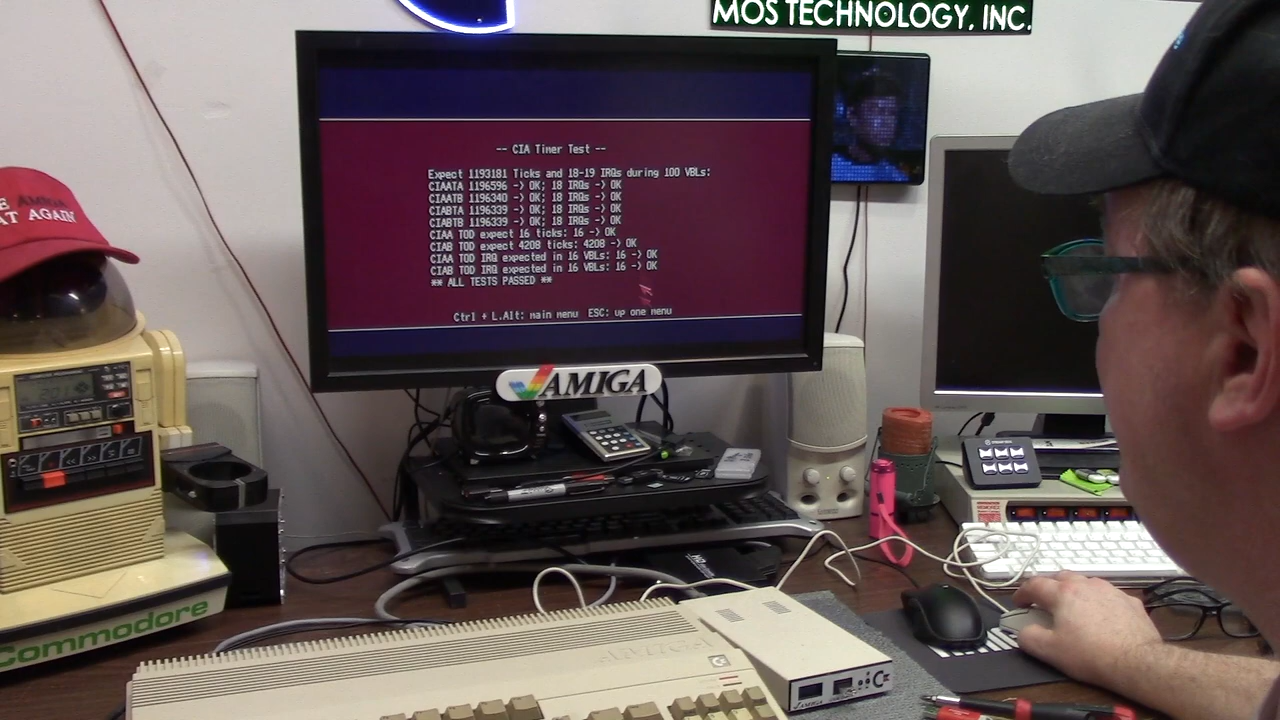 MOS TECHNOLOGY, INC.
-- CIA Timer Test --
Expect 1193181 Ticks and 18-19 IRQs during 100 VBLs:
CIAATA 1196596 -> OK; 18 IRQs -> OK
CIAATB 1196340 -> OK; 18 IRQs -> OK
CIABTA 1196339 -> OK; 18 IRQs -> OK
CIABTB 1196339 -> OK; 18 IRQs -> OK
CIAA TOD expect 16 ticks: 16 -> OK
CIAB TOD expect 4208 ticks: 4208 -> OK
CIAA TOD IRQ expected in 16 VBLs: 16 -> OK
CIAB TOD IRQ expected in 16 VBLs: 16 -> OK
** ALL TESTS PASSED **
Ctrl + L.Alt: main menu ESC: up one menu
AMIGA
AMIGA
AGAIN
Commodore
AMIGA